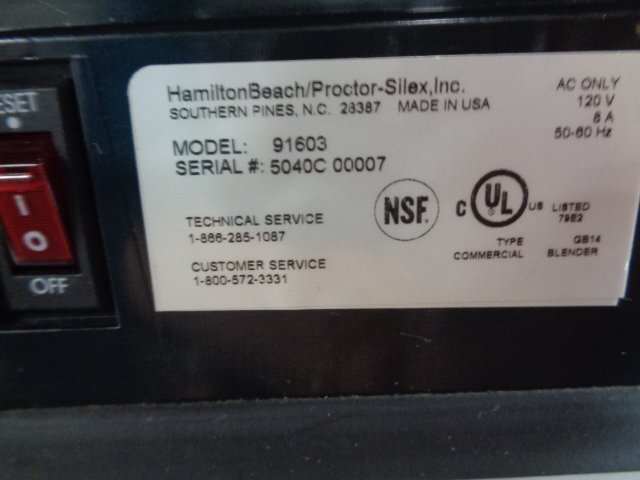 RESET
I
O
OFF
HamiltonBeach/Proctor-Silex,Inc.
SOUTHERN PINES, N.C. 28387 MADE IN USA
AC ONLY
120 V
8 A
50-60 Hz
MODEL: 91603
SERIAL #: 5040C 00007
TECHNICAL SERVICE
1-866-285-1087
CUSTOMER SERVICE
1-800-572-3331
NSF
C UL US LISTED
79E2
TYPE GB14
COMMERCIAL BLENDER